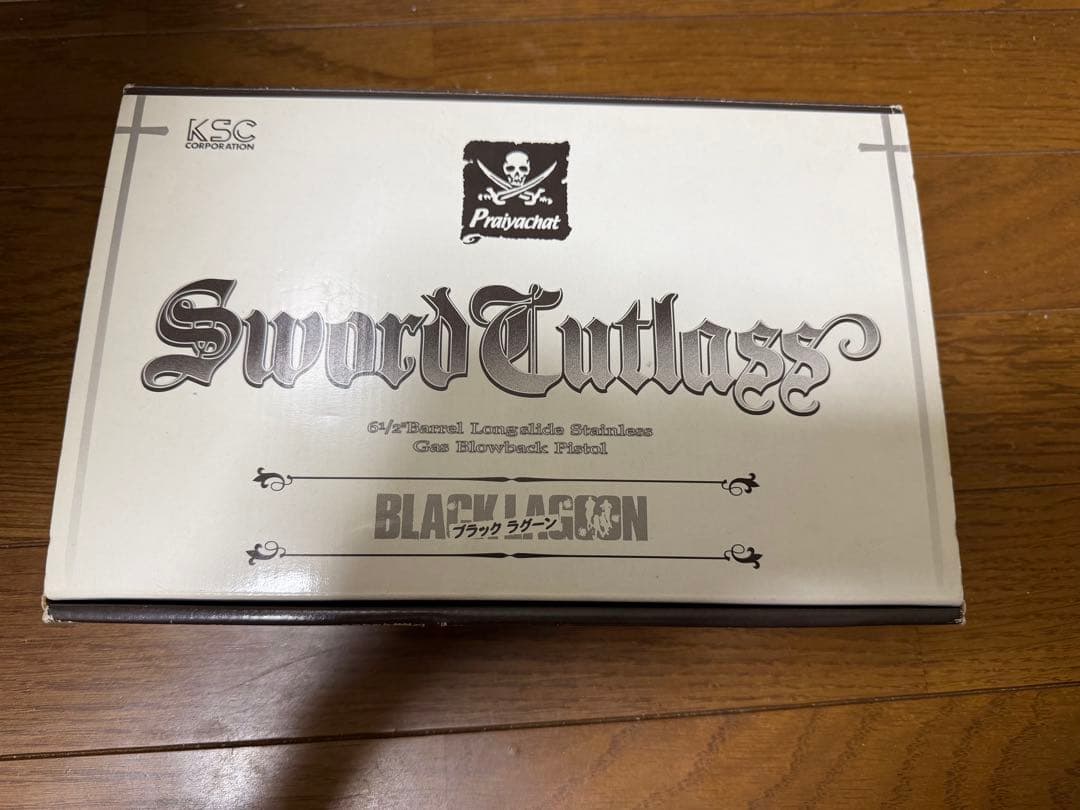 KSC
CORPORATION
Praiyachat
Sword Cutlass
6 1/2" Barrel Longslide Stainless
Gas Blowback Pistol
BLACK LAGOON
ブラック ラグーン